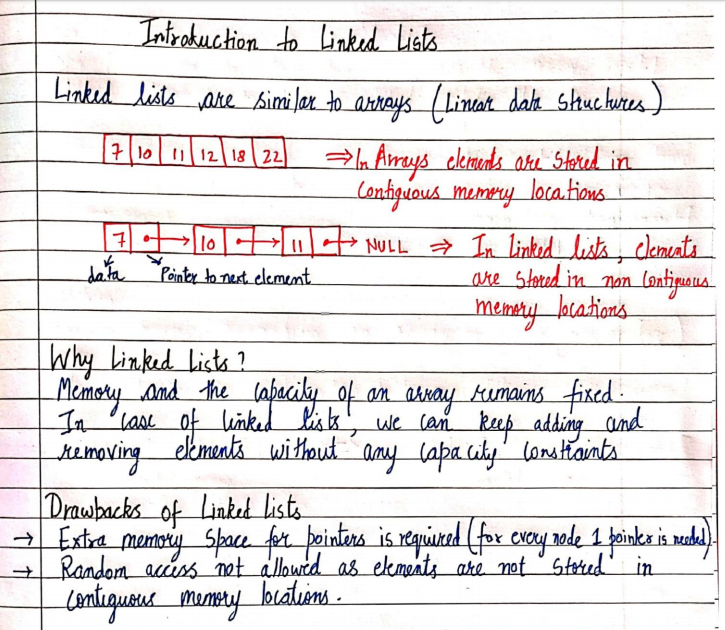 Introduction to Linked Lists
Linked lists are similar to arrays (Linear data structures)
7 10 11 12 18 22 ⇒ In Arrays elements are stored in
contiguous memory locations
7 → 10 → 11 → NULL ⇒ In linked lists, elements
data Pointer to next element are stored in non contiguous
memory locations
Why Linked Lists?
Memory and the capacity of an array remains fixed.
In case of linked lists, we can keep adding and
removing elements without any capacity constraints
Drawbacks of Linked Lists
→ Extra memory space for pointers is required (for every node 1 pointer is needed).
→ Random access not allowed as elements are not stored in
contiguous memory locations.